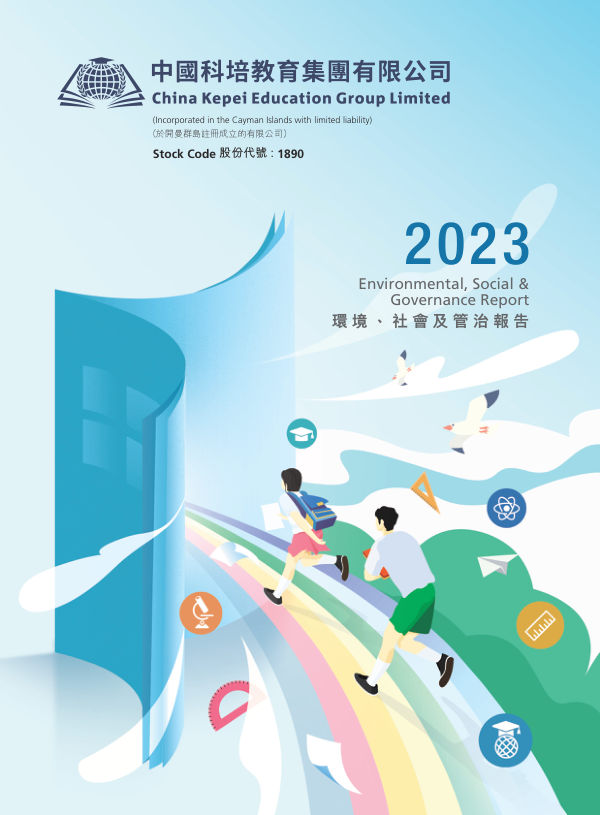 中國科培教育集團有限公司
China Kepei Education Group Limited
(Incorporated in the Cayman Islands with limited liability)
(於開曼群島註冊成立的有限公司)
Stock Code 股份代號 : 1890
2023
Environmental, Social &
Governance Report
環境、社會及管治報告